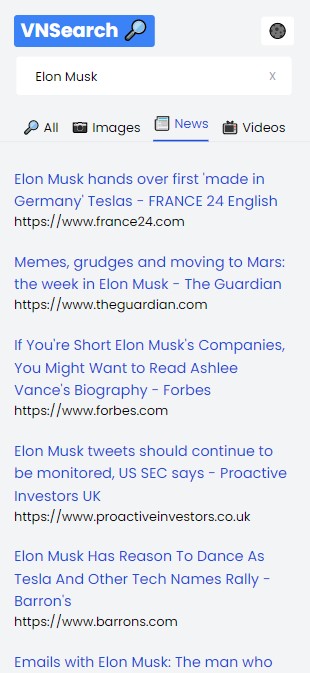 VNSearch
Elon Musk
x
All Images News Videos
Elon Musk hands over first 'made in
Germany' Teslas - FRANCE 24 English
https://www.france24.com
Memes, grudges and moving to Mars:
the week in Elon Musk - The Guardian
https://www.theguardian.com
If You're Short Elon Musk's Companies,
You Might Want to Read Ashlee
Vance's Biography - Forbes
https://www.forbes.com
Elon Musk tweets should continue to
be monitored, US SEC says - Proactive
Investors UK
https://www.proactiveinvestors.co.uk
Elon Musk Has Reason To Dance As
Tesla And Other Tech Names Rally -
Barron's
https://www.barrons.com
Emails with Elon Musk: The man who